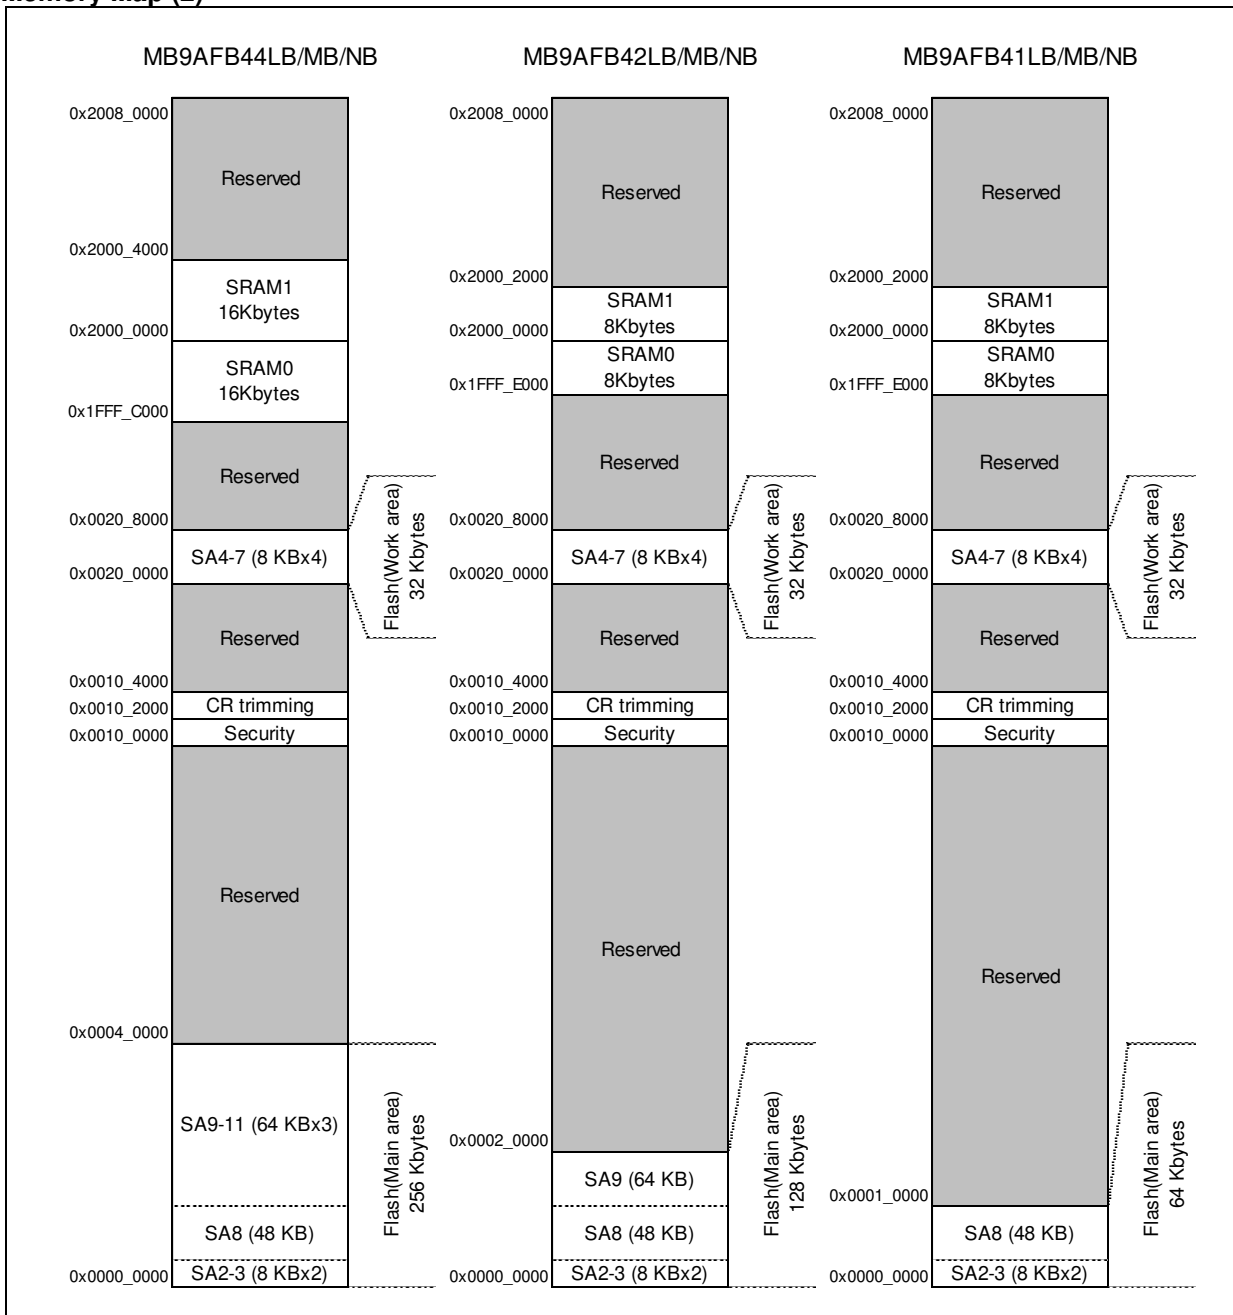 MB9AFB44LB/MB/NB
0x2008_0000
Reserved
0x2000_4000
SRAM1
16Kbytes
0x2000_0000
SRAM0
16Kbytes
0x1FFF_C000
Reserved
0x0020_8000
SA4-7 (8 KBx4)
0x0020_0000
Flash(Work area)
32 Kbytes
Reserved
0x0010_4000
CR trimming
0x0010_2000
Security
0x0010_0000
Reserved
0x0004_0000
SA9-11 (64 KBx3)
Flash(Main area)
256 Kbytes
SA8 (48 KB)
SA2-3 (8 KBx2)
0x0000_0000
MB9AFB42LB/MB/NB
0x2008_0000
Reserved
0x2000_2000
SRAM1
8Kbytes
0x2000_0000
SRAM0
8Kbytes
0x1FFF_E000
Reserved
0x0020_8000
SA4-7 (8 KBx4)
0x0020_0000
Flash(Work area)
32 Kbytes
Reserved
0x0010_4000
CR trimming
0x0010_2000
Security
0x0010_0000
Reserved
0x0002_0000
SA9 (64 KB)
Flash(Main area)
128 Kbytes
SA8 (48 KB)
SA2-3 (8 KBx2)
0x0000_0000
MB9AFB41LB/MB/NB
0x2008_0000
Reserved
0x2000_2000
SRAM1
8Kbytes
0x2000_0000
SRAM0
8Kbytes
0x1FFF_E000
Reserved
0x0020_8000
SA4-7 (8 KBx4)
0x0020_0000
Flash(Work area)
32 Kbytes
Reserved
0x0010_4000
CR trimming
0x0010_2000
Security
0x0010_0000
Reserved
0x0001_0000
Flash(Main area)
64 Kbytes
SA8 (48 KB)
SA2-3 (8 KBx2)
0x0000_0000